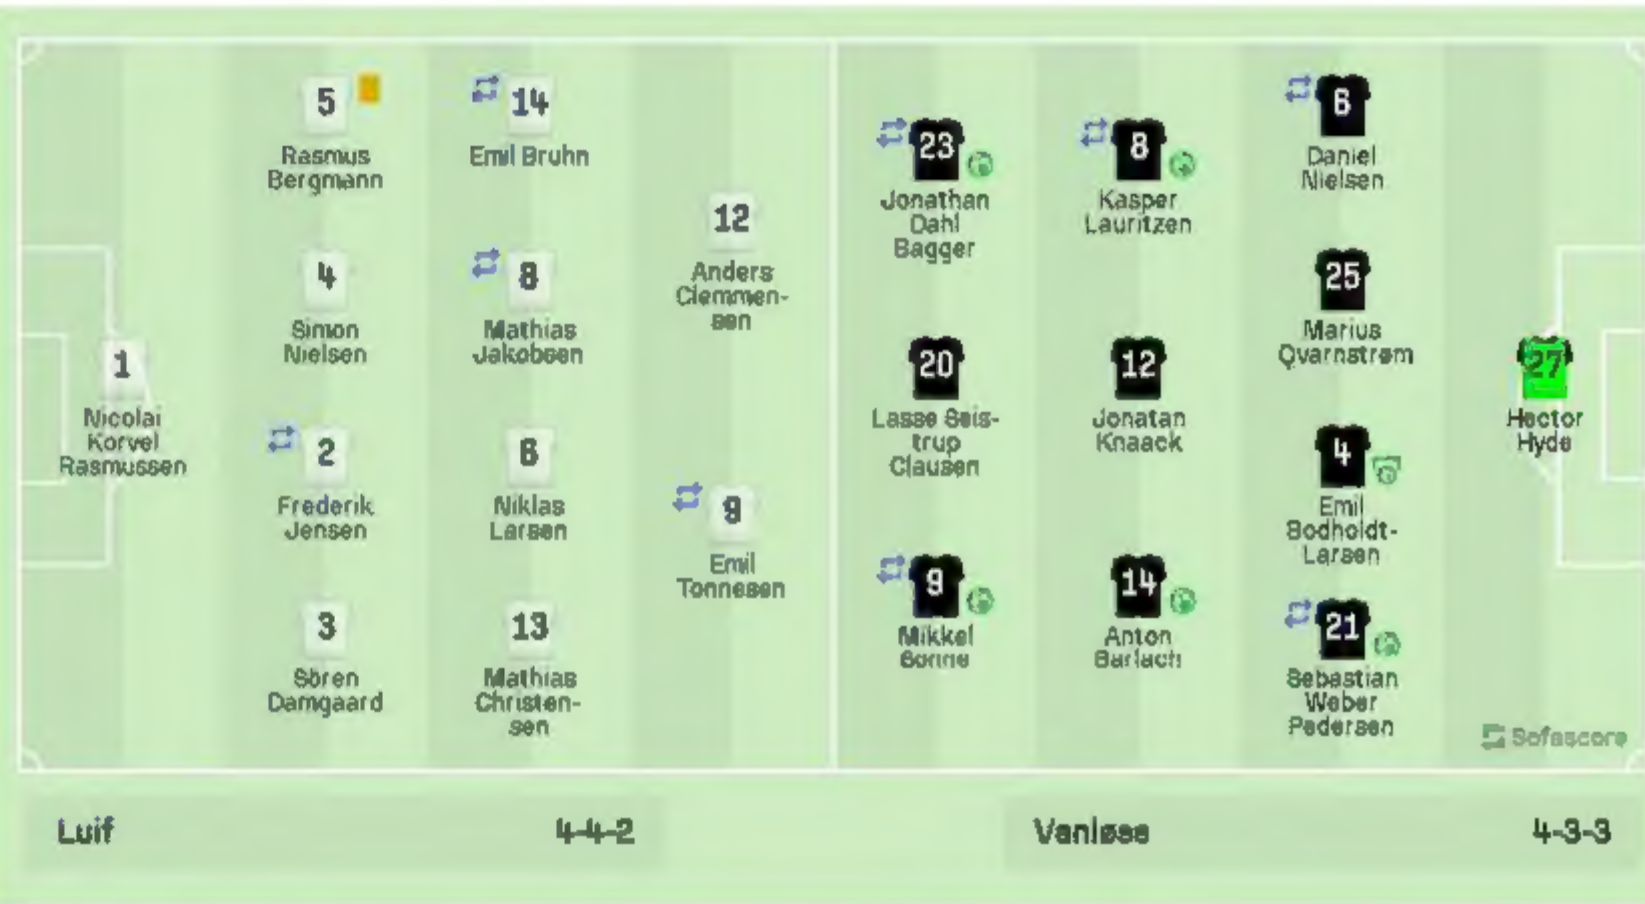 5
Rasmus
Bergmann
14
Emil Bruhn
12
Anders
Clemmen-
sen
4
Simon
Nielsen
8
Mathias
Jakobsen
1
Nicolai
Korvel
Rasmussen
2
Frederik
Jensen
6
Niklas
Larsen
9
Emil
Tonnesen
3
Sören
Damgaard
13
Mathias
Christen-
sen
23
Jonathan
Dahl
Bagger
8
Kasper
Lauritzen
6
Daniel
Nielsen
25
Marius
Qvarnstrøm
20
Lasse Seis-
trup
Clausen
12
Jonatan
Knaack
27
Hector
Hyde
4
Emil
Bodholdt-
Larsen
9
Mikkel
Sonne
14
Anton
Barlach
21
Sebastian
Weber
Pedersen
Sofascore
Luif
4-4-2
Vanløse
4-3-3